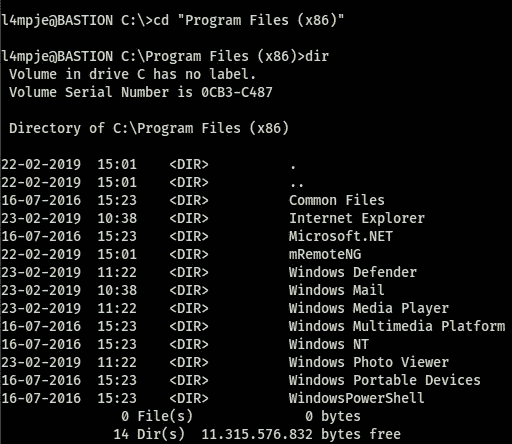 l4mpje@BASTION C:\>cd "Program Files (x86)"
l4mpje@BASTION C:\Program Files (x86)>dir
 Volume in drive C has no label.
 Volume Serial Number is 0CB3-C487
 Directory of C:\Program Files (x86)
22-02-2019  15:01    <DIR>          .
22-02-2019  15:01    <DIR>          ..
16-07-2016  15:23    <DIR>          Common Files
23-02-2019  10:38    <DIR>          Internet Explorer
16-07-2016  15:23    <DIR>          Microsoft.NET
22-02-2019  15:01    <DIR>          mRemoteNG
23-02-2019  11:22    <DIR>          Windows Defender
23-02-2019  10:38    <DIR>          Windows Mail
23-02-2019  11:22    <DIR>          Windows Media Player
16-07-2016  15:23    <DIR>          Windows Multimedia Platform
16-07-2016  15:23    <DIR>          Windows NT
23-02-2019  11:22    <DIR>          Windows Photo Viewer
16-07-2016  15:23    <DIR>          Windows Portable Devices
16-07-2016  15:23    <DIR>          WindowsPowerShell
               0 File(s)              0 bytes
              14 Dir(s)  11.315.576.832 bytes free